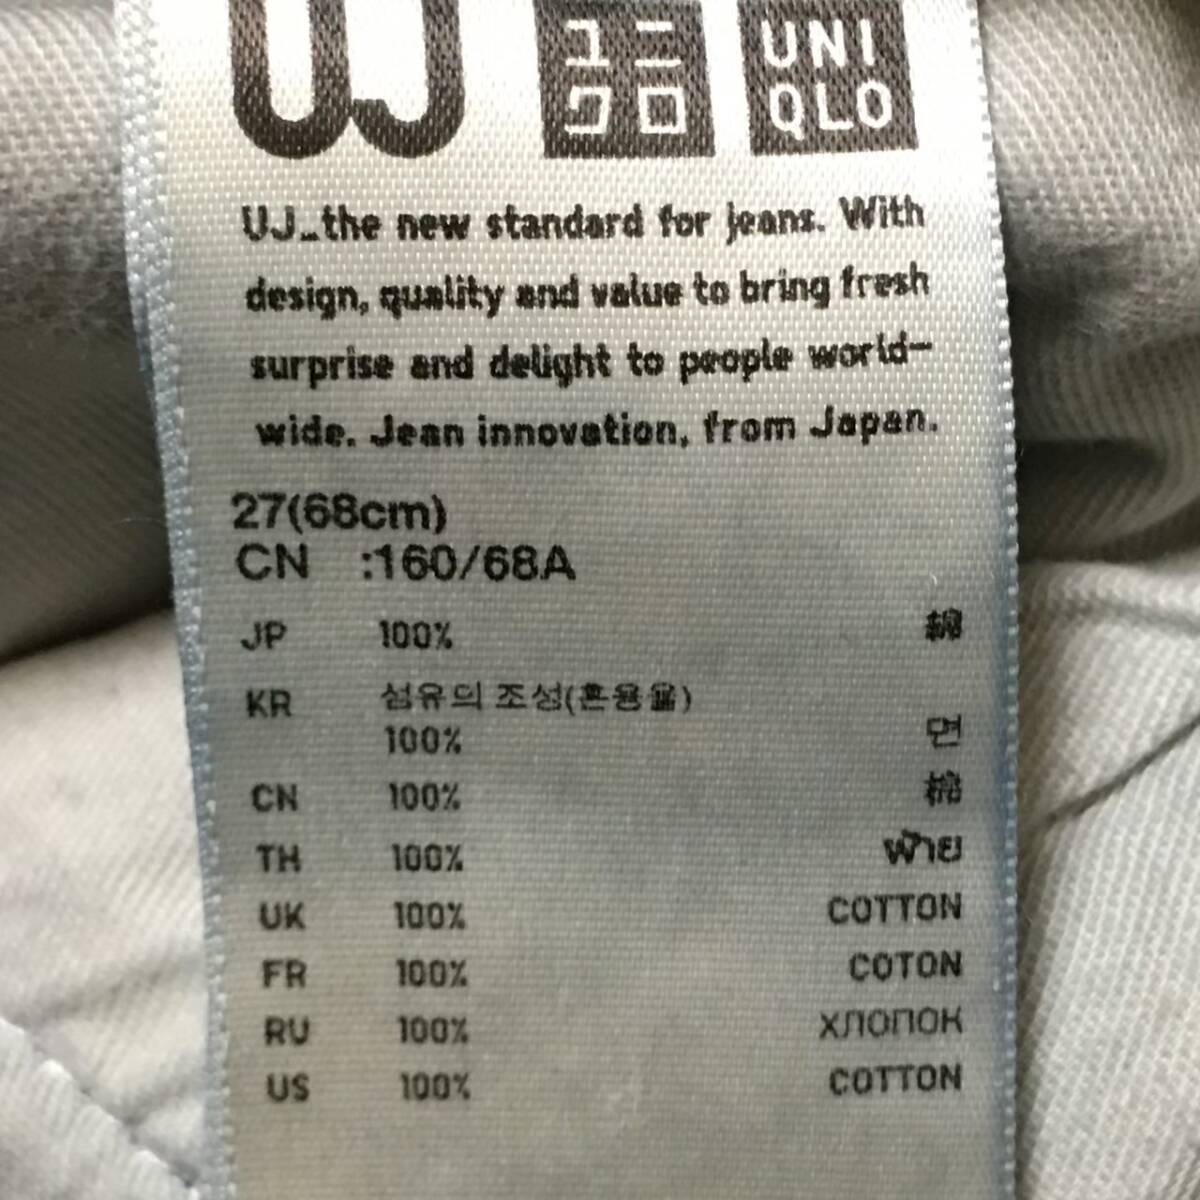 UJ ユニ UNI
クロ QLO
UJ...the new standard for jeans. With
design, quality and value to bring fresh
surprise and delight to people world-
wide. Jean innovation, from Japan.
27(68cm)
CN :160/68A
JP 100% 綿
KR 섬유의 조성(혼용율)
100% 면
CN 100% 棉
TH 100% ฝ้าย
UK 100% COTTON
FR 100% COTON
RU 100% ХЛОПОК
US 100% COTTON